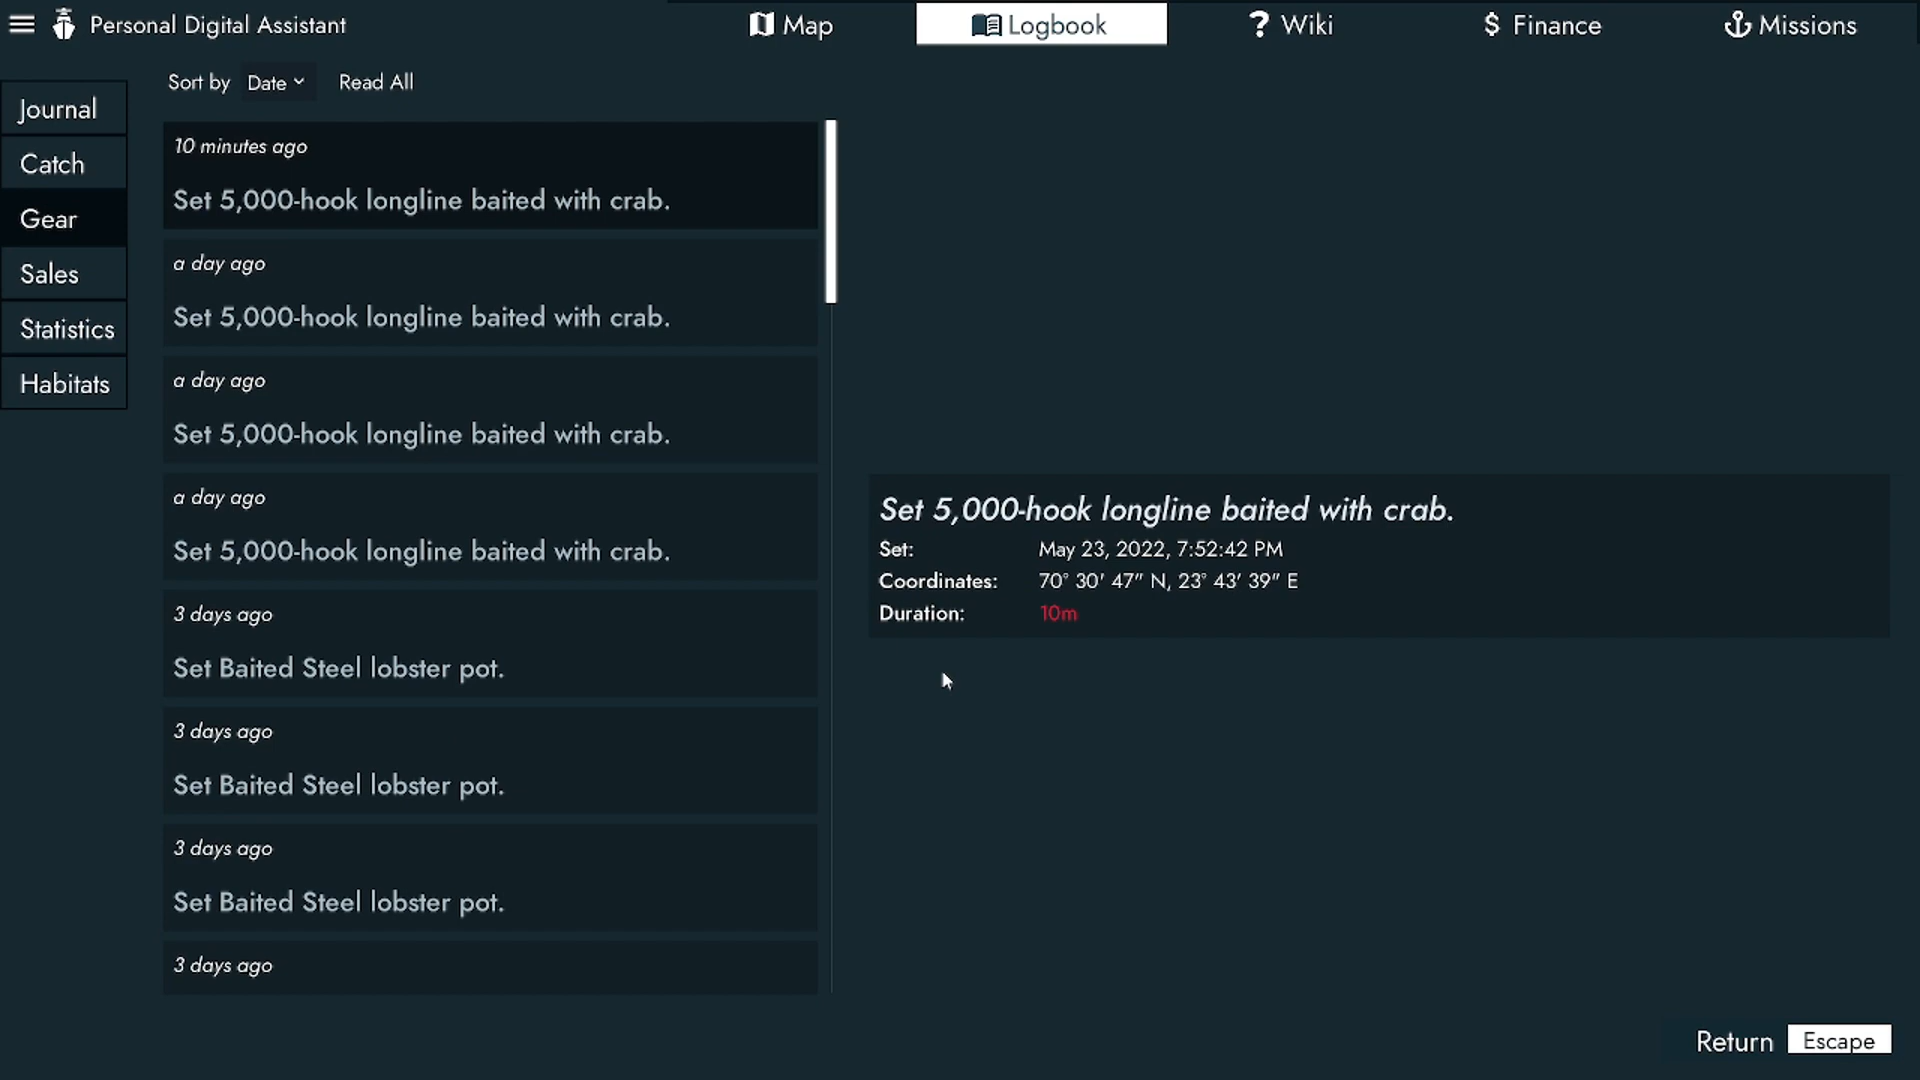 Personal Digital Assistant
Map
Logbook
? Wiki
$ Finance
Missions
Sort by Date Read All
Journal
Catch
Gear
Sales
Statistics
Habitats
10 minutes ago
Set 5,000-hook longline baited with crab.
a day ago
Set 5,000-hook longline baited with crab.
a day ago
Set 5,000-hook longline baited with crab.
a day ago
Set 5,000-hook longline baited with crab.
3 days ago
Set Baited Steel lobster pot.
3 days ago
Set Baited Steel lobster pot.
3 days ago
Set Baited Steel lobster pot.
3 days ago
Set 5,000-hook longline baited with crab.
Set: May 23, 2022, 7:52:42 PM
Coordinates: 70° 30′ 47″ N, 23° 43′ 39″ E
Duration: 10m
Return Escape